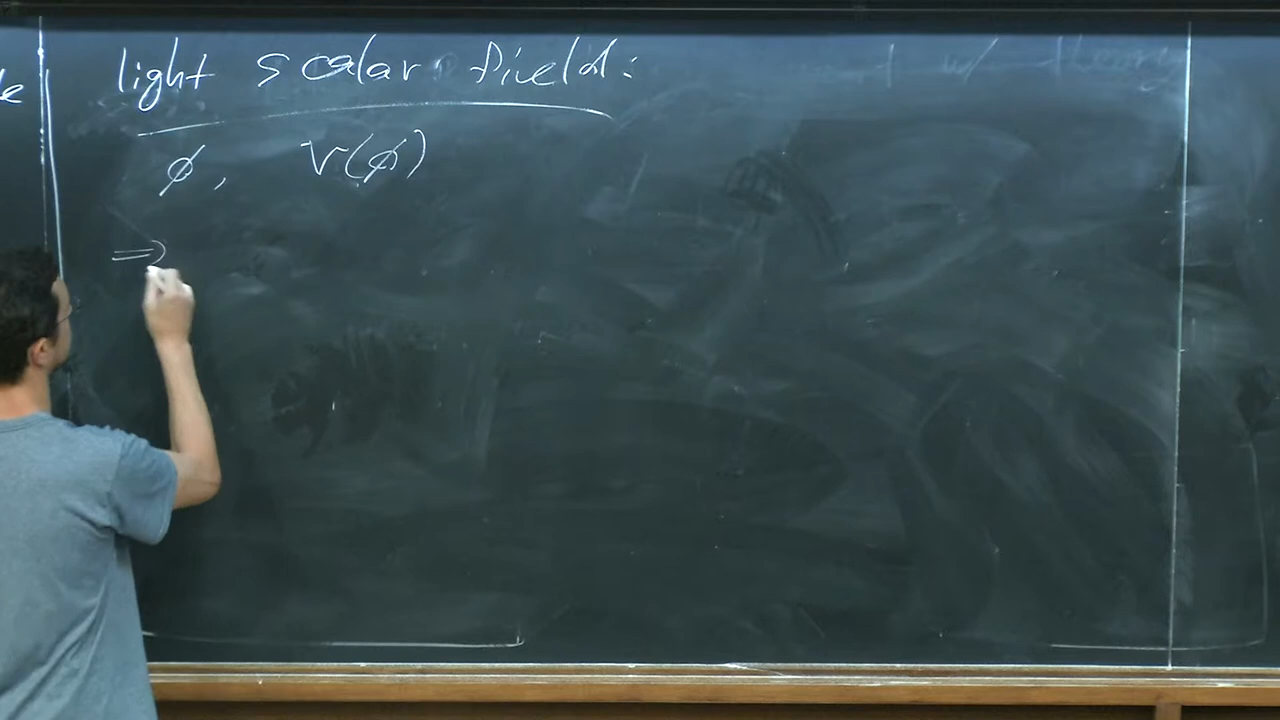 light scalar field:
ϕ, V(ϕ)
⇒